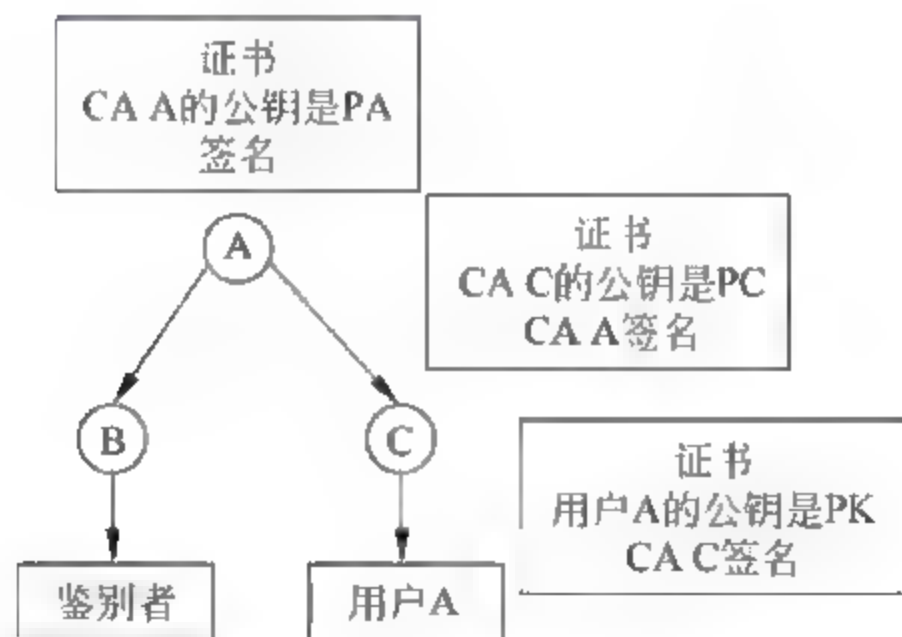 证书
CA A的公钥是PA
签名
A
证书
CA C的公钥是PC
CA A签名
B
C
证书
用户A的公钥是PK
CA C签名
鉴别者
用户A